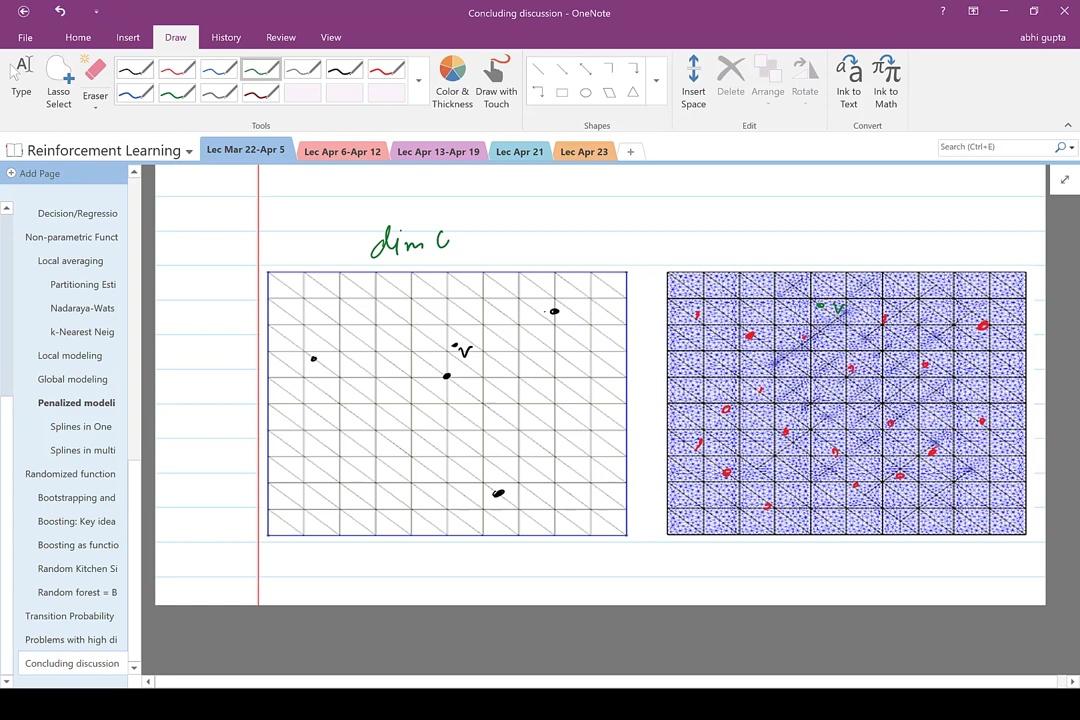 Concluding discussion - OneNote
?
File Home Insert Draw History Review View
abhi gupta
Type
Lasso Select
Eraser
Color & Thickness
Draw with Touch
Insert Space
Delete
Arrange
Rotate
Ink to Text
Ink to Math
Tools
Shapes
Edit
Convert
Reinforcement Learning
Lec Mar 22-Apr 5
Lec Apr 6-Apr 12
Lec Apr 13-Apr 19
Lec Apr 21
Lec Apr 23
Search (Ctrl+E)
Add Page
Decision/Regressio
Non-parametric Funct
Local averaging
Partitioning Esti
Nadaraya-Wats
k-Nearest Neig
Local modeling
Global modeling
Penalized modeli
Splines in One
Splines in multi
Randomized function
Bootstrapping and
Boosting: Key idea
Boosting as functio
Random Kitchen Si
Random forest = B
Transition Probability
Problems with high di
Concluding discussion
dim C
V
V